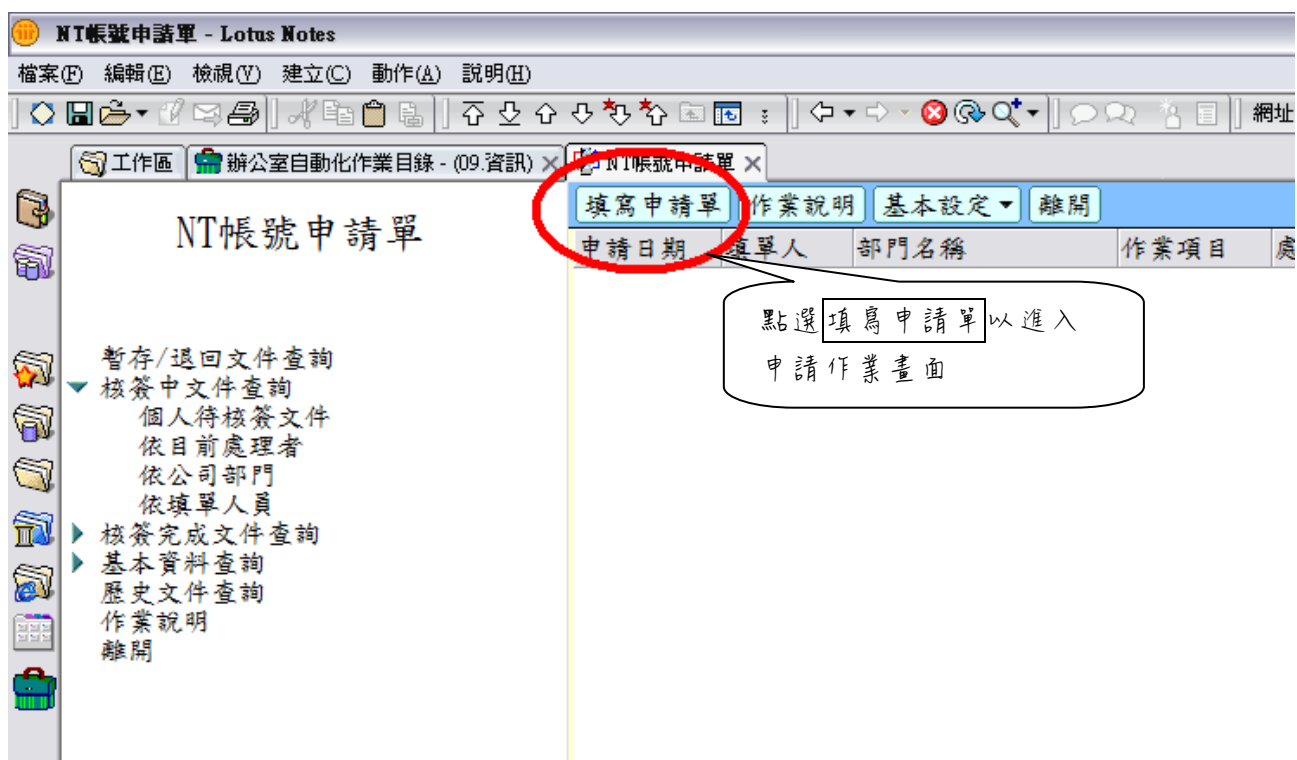 NT帳號申請單 - Lotus Notes
檔案(F) 編輯(E) 檢視(V) 建立(C) 動作(A) 說明(H)
網址
工作區 辦公室自動化作業目錄 - (09.資訊) NT帳號申請單
填寫申請單 作業說明 基本設定 離開
NT帳號申請單
申請日期 填單人 部門名稱 作業項目 處
點選填寫申請單以進入
申請作業畫面
暫存/退回文件查詢
核簽中文件查詢
個人待核簽文件
依目前處理者
依公司部門
依填單人員
核簽完成文件查詢
基本資料查詢
歷史文件查詢
作業說明
離開